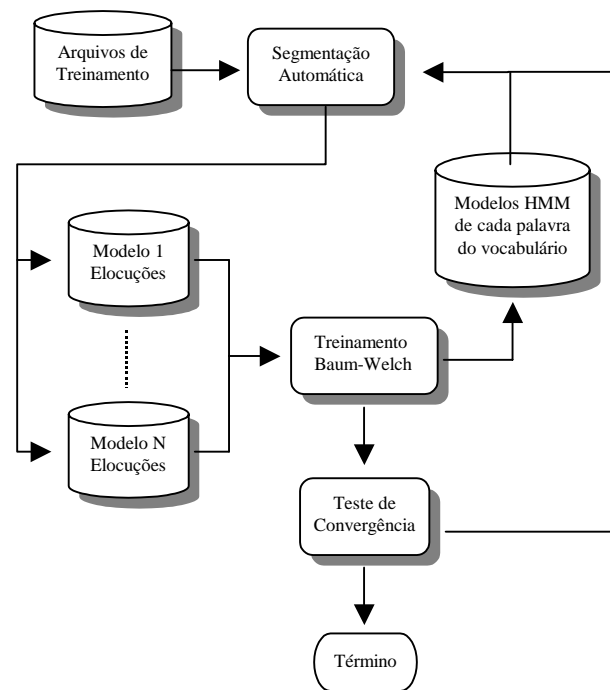 Arquivos de
Treinamento
Segmentação
Automática
Modelos HMM
de cada palavra
do vocabulário
Modelo 1
Elocuções
Treinamento
Baum-Welch
Modelo N
Elocuções
Teste de
Convergência
Término